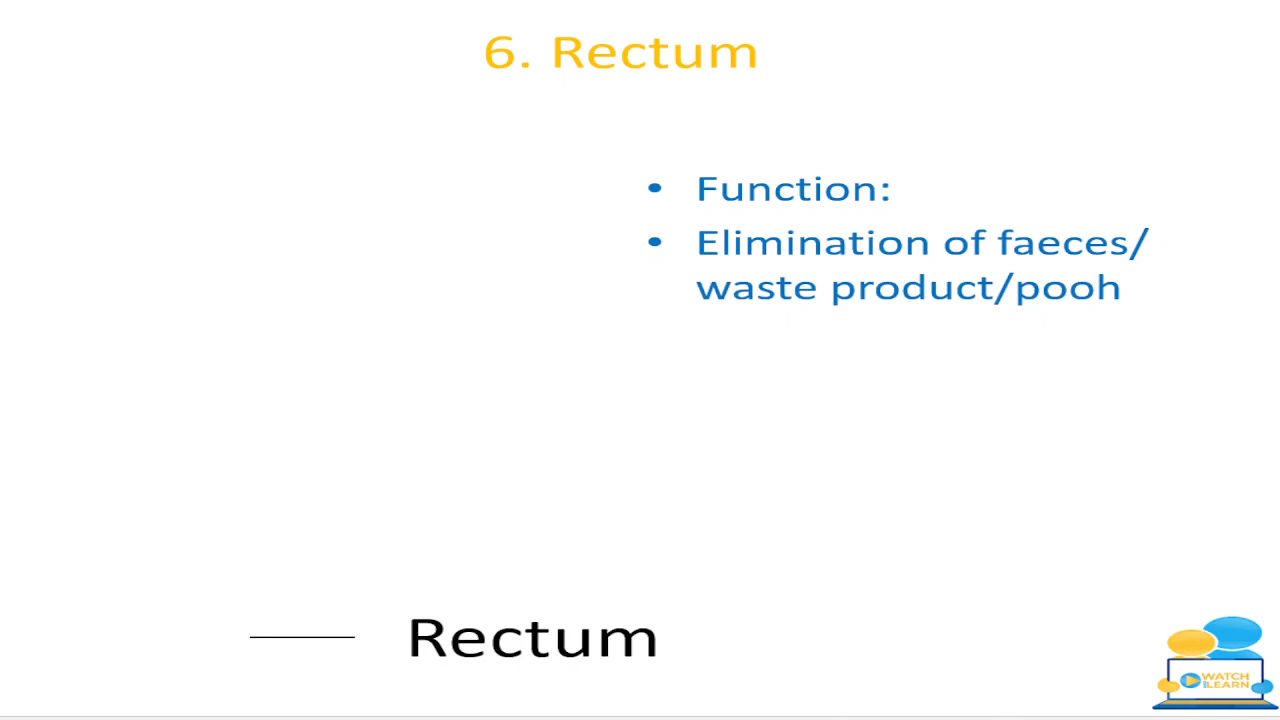 6. Rectum
• Function:
• Elimination of faeces/
waste product/pooh
Rectum
WATCH
LEARN